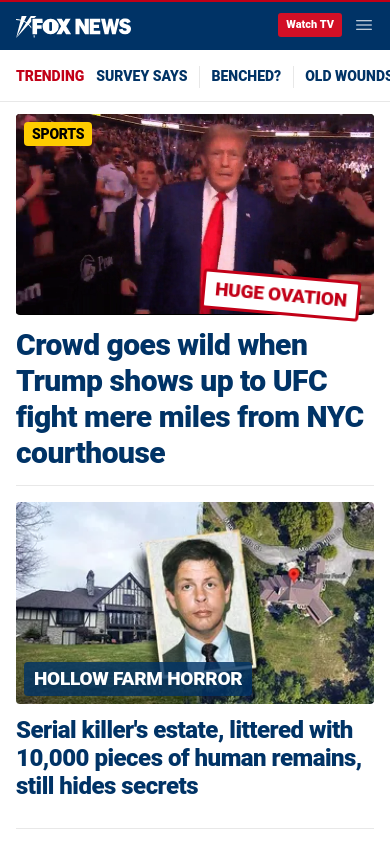 FOX NEWS
Watch TV
TRENDING SURVEY SAYS BENCHED? OLD WOUNDS
SPORTS
HUGE OVATION
Crowd goes wild when
Trump shows up to UFC
fight mere miles from NYC
courthouse
HOLLOW FARM HORROR
Serial killer's estate, littered with
10,000 pieces of human remains,
still hides secrets